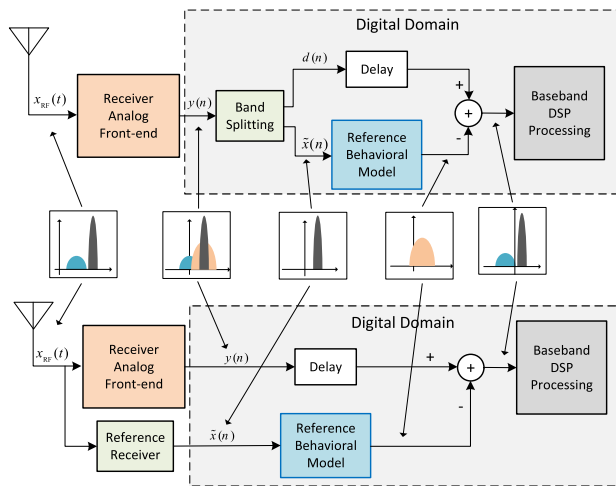 Digital Domain
d(n)
Delay
+
x_RF(t)
Receiver
Analog
Front-end
y(n)
Band
Splitting
+
Baseband
DSP
Processing
x̃(n)
Reference
Behavioral
Model
-
Digital Domain
x_RF(t)
Receiver
Analog
Front-end
y(n)
Delay
+
+
Baseband
DSP
Processing
-
Reference
Receiver
x̃(n)
Reference
Behavioral
Model